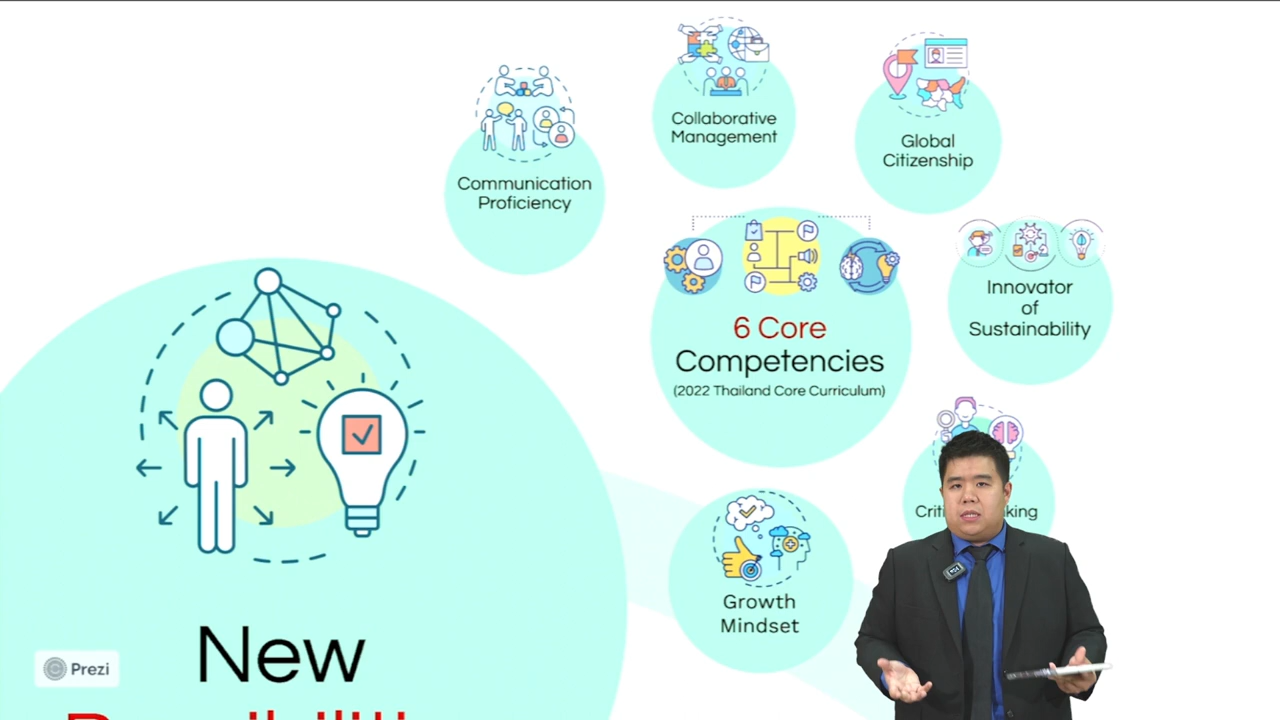 Collaborative
Management
Global
Citizenship
Communication
Proficiency
Innovator
of
Sustainability
6 Core
Competencies
(2022 Thailand Core Curriculum)
Growth
Mindset
New
Prezi